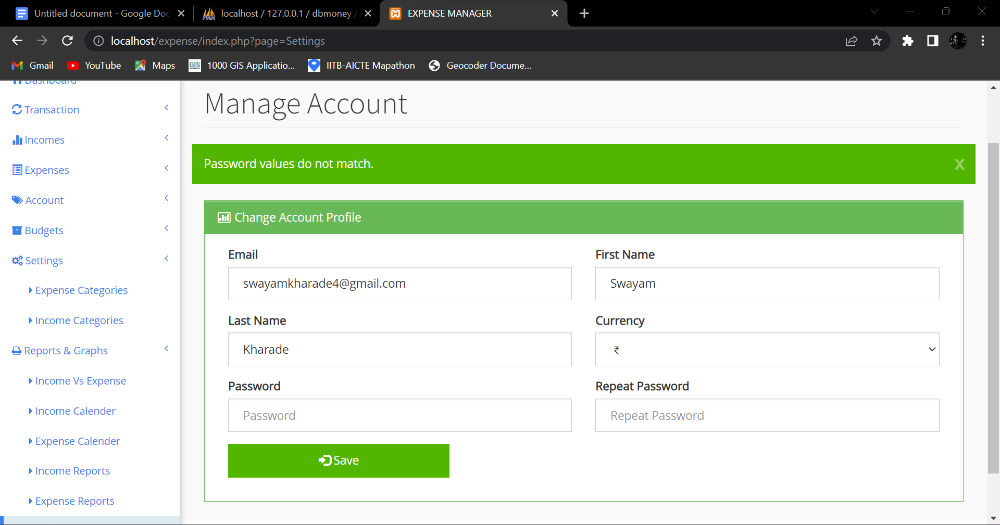 Untitled document - Google Doc
localhost / 127.0.0.1 / dbmoney /
EXPENSE MANAGER
localhost/expense/index.php?page=Settings
Gmail
YouTube
Maps
GIS
1000 GIS Applicatio...
IITB-AICTE Mapathon
Geocoder Docume...
Dashboard
Transaction
Incomes
Expenses
Account
Budgets
Settings
Expense Categories
Income Categories
Reports & Graphs
Income Vs Expense
Income Calender
Expense Calender
Income Reports
Expense Reports
Manage Account
Password values do not match.
x
Change Account Profile
Email
First Name
swayamkharade4@gmail.com
Swayam
Last Name
Currency
Kharade
₹
Password
Repeat Password
Password
Repeat Password
Save